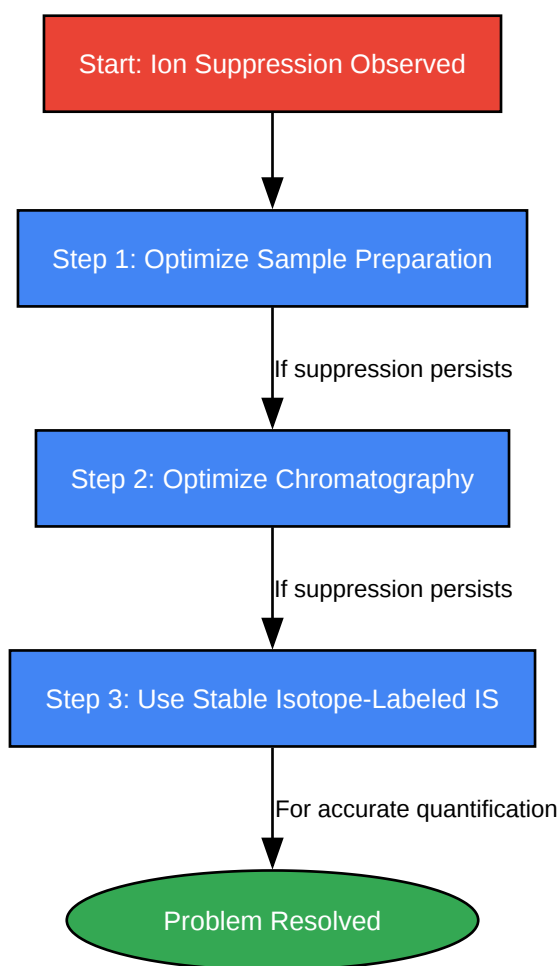 Start: Ion Suppression Observed
Step 1: Optimize Sample Preparation
If suppression persists
Step 2: Optimize Chromatography
If suppression persists
Step 3: Use Stable Isotope-Labeled IS
For accurate quantification
Problem Resolved